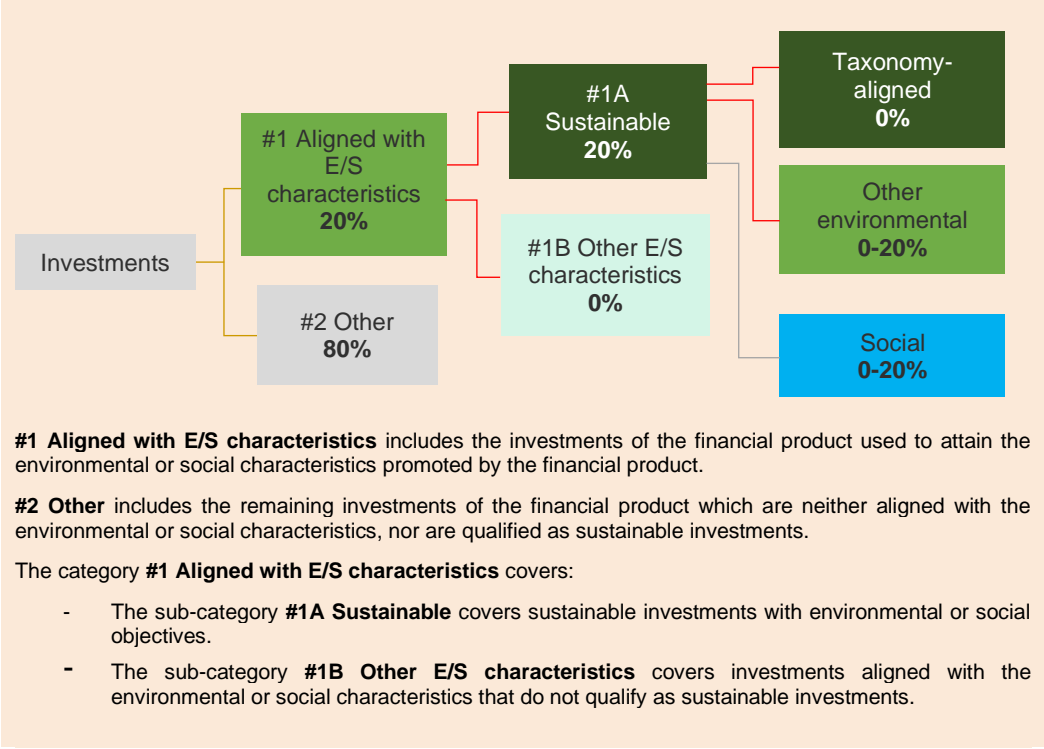 Investments
#1 Aligned with
E/S
characteristics
20%
#2 Other
80%
#1A
Sustainable
20%
#1B Other E/S
characteristics
0%
Taxonomy-
aligned
0%
Other
environmental
0-20%
Social
0-20%
#1 Aligned with E/S characteristics includes the investments of the financial product used to attain the
environmental or social characteristics promoted by the financial product.
#2 Other includes the remaining investments of the financial product which are neither aligned with the
environmental or social characteristics, nor are qualified as sustainable investments.
The category #1 Aligned with E/S characteristics covers:
- The sub-category #1A Sustainable covers sustainable investments with environmental or social
objectives.
- The sub-category #1B Other E/S characteristics covers investments aligned with the
environmental or social characteristics that do not qualify as sustainable investments.